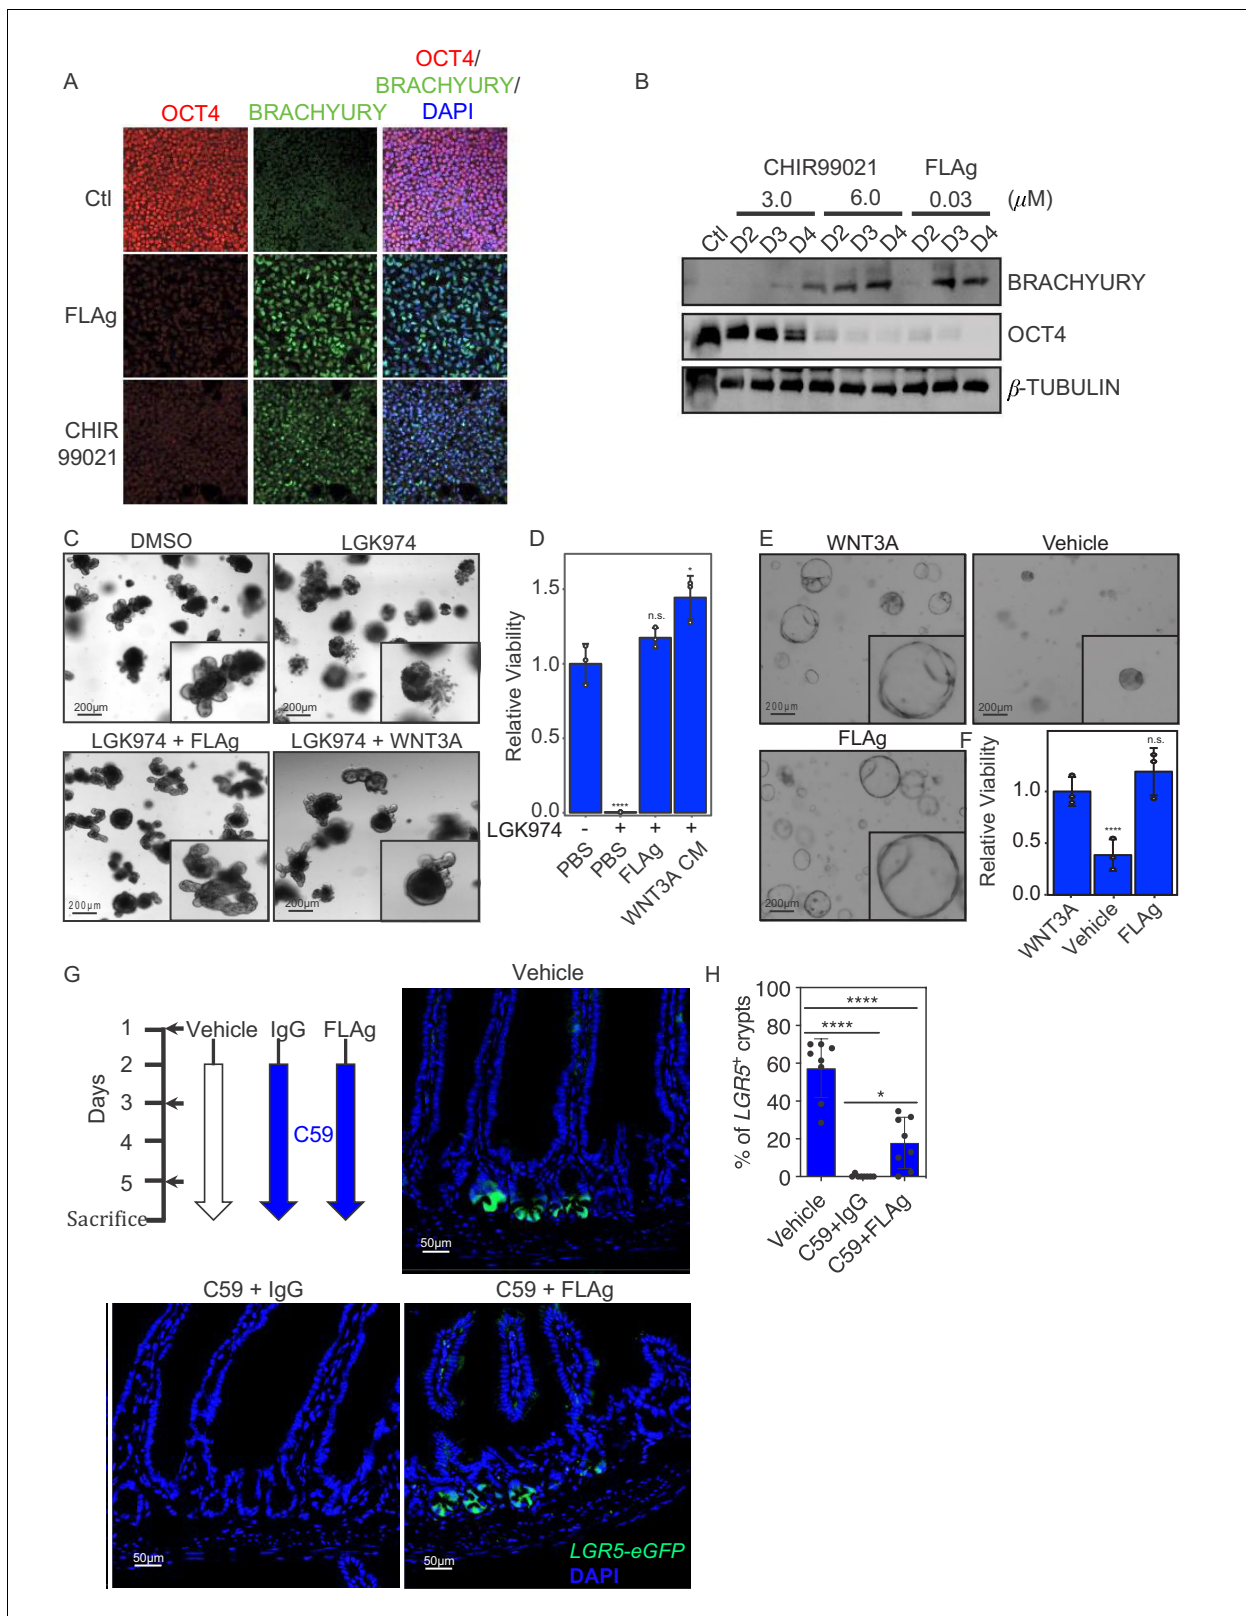 A
OCT4
BRACHYURY
OCT4/
BRACHYURY/
DAPI
Ctl
FLAg
CHIR
99021
B
CHIR99021 FLAg
3.0 6.0 0.03 (μM)
Ctl D2 D3 D4 D2 D3 D4 D2 D3 D4
BRACHYURY
OCT4
β-TUBULIN
C
DMSO
LGK974
200µm
200µm
LGK974 + FLAg
LGK974 + WNT3A
200µm
200µm
D
Relative Viability
1.5
1.0
0.5
0.0
****
n.s.
*
LGK974 - + + +
PBS PBS FLAg WNT3A CM
E
WNT3A
Vehicle
200µm
200µm
FLAg
200µm
F
Relative Viability
1.0
0.5
0.0
****
n.s.
WNT3A Vehicle FLAg
G
Days
1
2
3
4
5
Sacrifice
Vehicle IgG FLAg
C59
Vehicle
50µm
C59 + IgG
50µm
C59 + FLAg
50µm
LGR5-eGFP
DAPI
H
% of LGR5+ crypts
100
80
60
40
20
0
****
****
*
Vehicle C59+IgG C59+FLAg